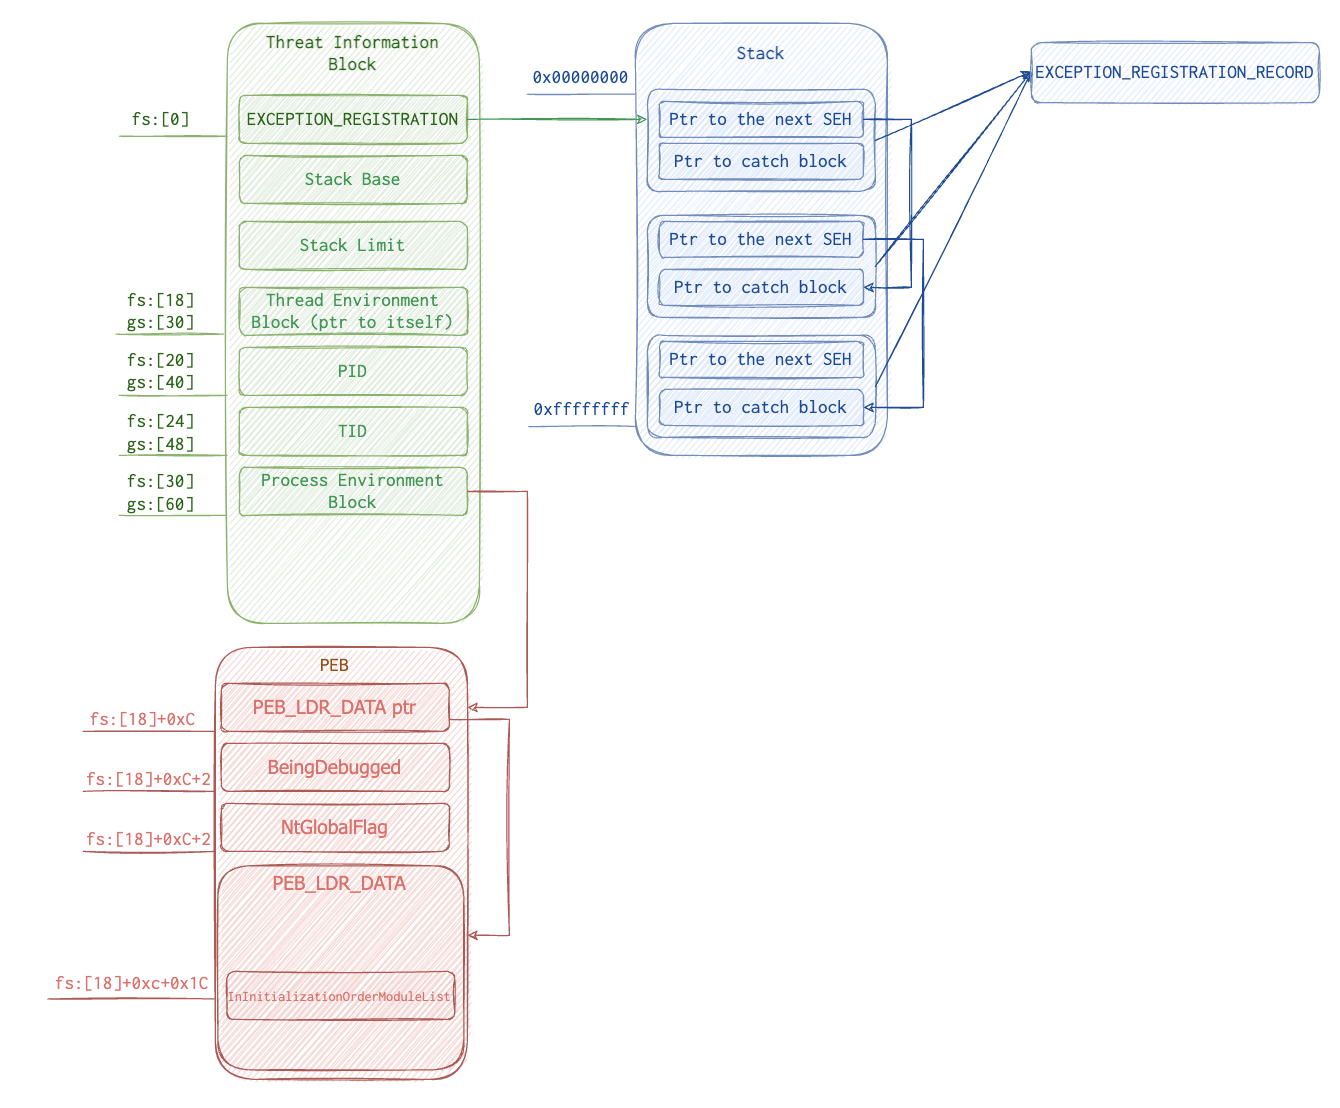 Threat Information
Block
fs:[0]
EXCEPTION_REGISTRATION
Stack Base
Stack Limit
fs:[18]
gs:[30]
Thread Environment
Block (ptr to itself)
fs:[20]
gs:[40]
PID
fs:[24]
gs:[48]
TID
fs:[30]
gs:[60]
Process Environment
Block
Stack
0x00000000
Ptr to the next SEH
Ptr to catch block
Ptr to the next SEH
Ptr to catch block
Ptr to the next SEH
Ptr to catch block
0xffffffff
EXCEPTION_REGISTRATION_RECORD
PEB
fs:[18]+0xC
PEB_LDR_DATA ptr
fs:[18]+0xC+2
BeingDebugged
fs:[18]+0xC+2
NtGlobalFlag
PEB_LDR_DATA
fs:[18]+0xc+0x1C
InInitializationOrderModuleList